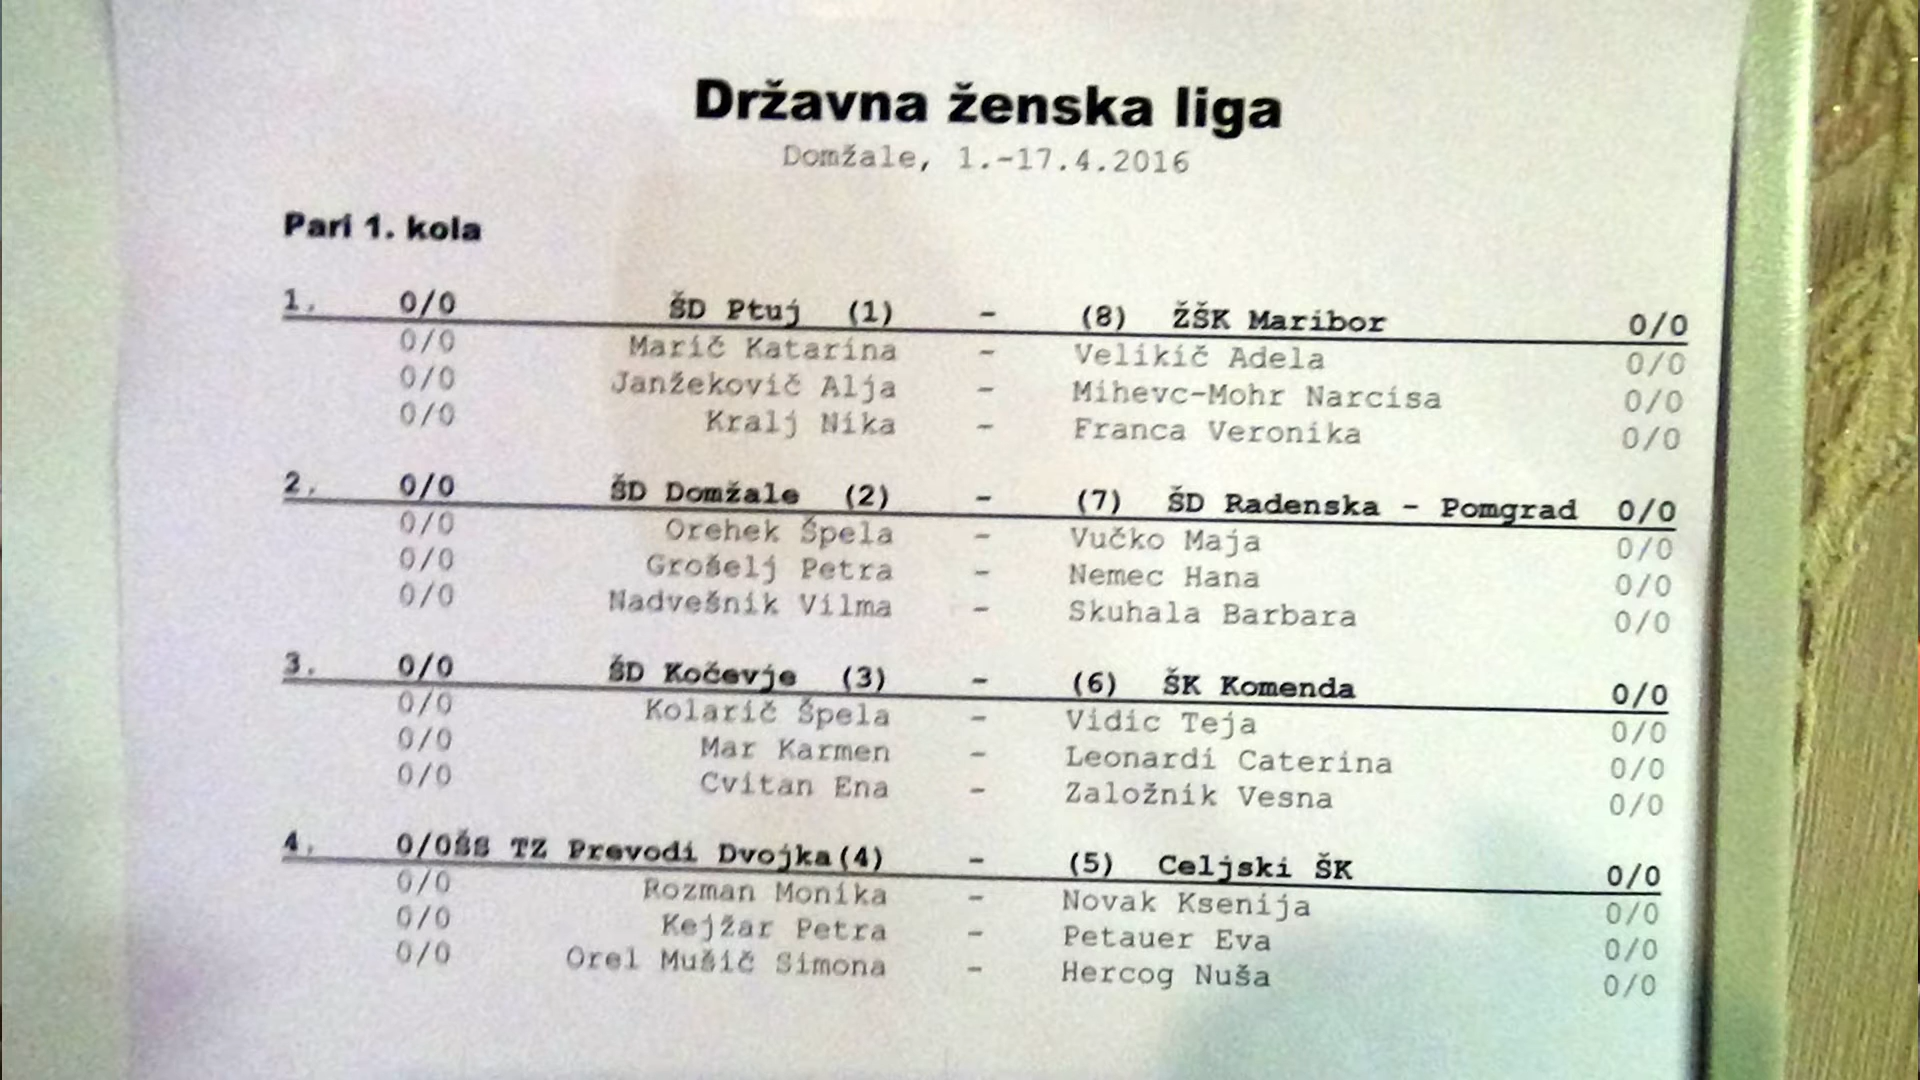 Državna ženska liga
Domžale, 1.-17.4.2016
Pari 1. kola
1. 0/0 ŠD Ptuj (1) - (8) ŽŠK Maribor 0/0
0/0 Marič Katarina - Velikič Adela 0/0
0/0 Janžekovič Alja - Mihevc-Mohr Narcisa 0/0
0/0 Kralj Nika - Franca Veronika 0/0
2. 0/0 ŠD Domžale (2) - (7) ŠD Radenska - Pomgrad 0/0
0/0 Orehek Špela - Vučko Maja 0/0
0/0 Grošelj Petra - Nemec Hana 0/0
0/0 Nadvešnik Vilma - Skuhala Barbara 0/0
3. 0/0 ŠD Kočevje (3) - (6) ŠK Komenda 0/0
0/0 Kolarič Špela - Vidic Teja 0/0
0/0 Mar Karmen - Leonardi Caterina 0/0
0/0 Cvitan Ena - Založnik Vesna 0/0
4. 0/0ŠS TZ Prevodi Dvojka(4) - (5) Celjski ŠK 0/0
0/0 Rozman Monika - Novak Ksenija 0/0
0/0 Kejžar Petra - Petauer Eva 0/0
0/0 Orel Mušič Simona - Hercog Nuša 0/0